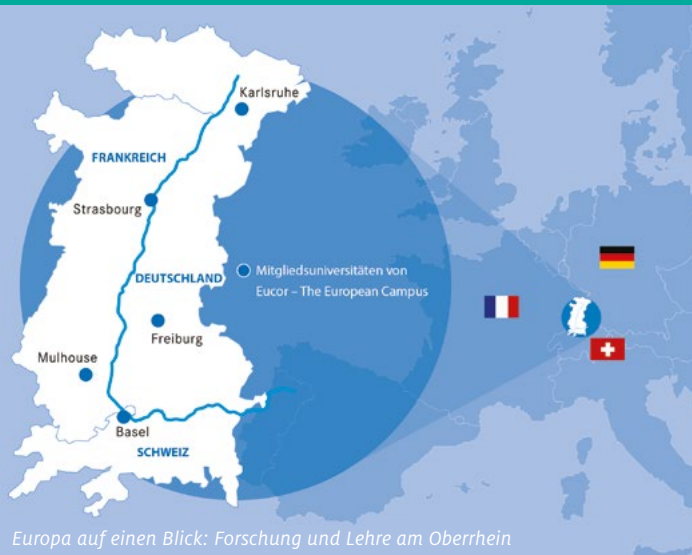 Karlsruhe
FRANKREICH
Strasbourg
DEUTSCHLAND
Mitgliedsuniversitäten von
Eucor – The European Campus
Freiburg
Mulhouse
Basel
SCHWEIZ
Europa auf einen Blick: Forschung und Lehre am Oberrhein